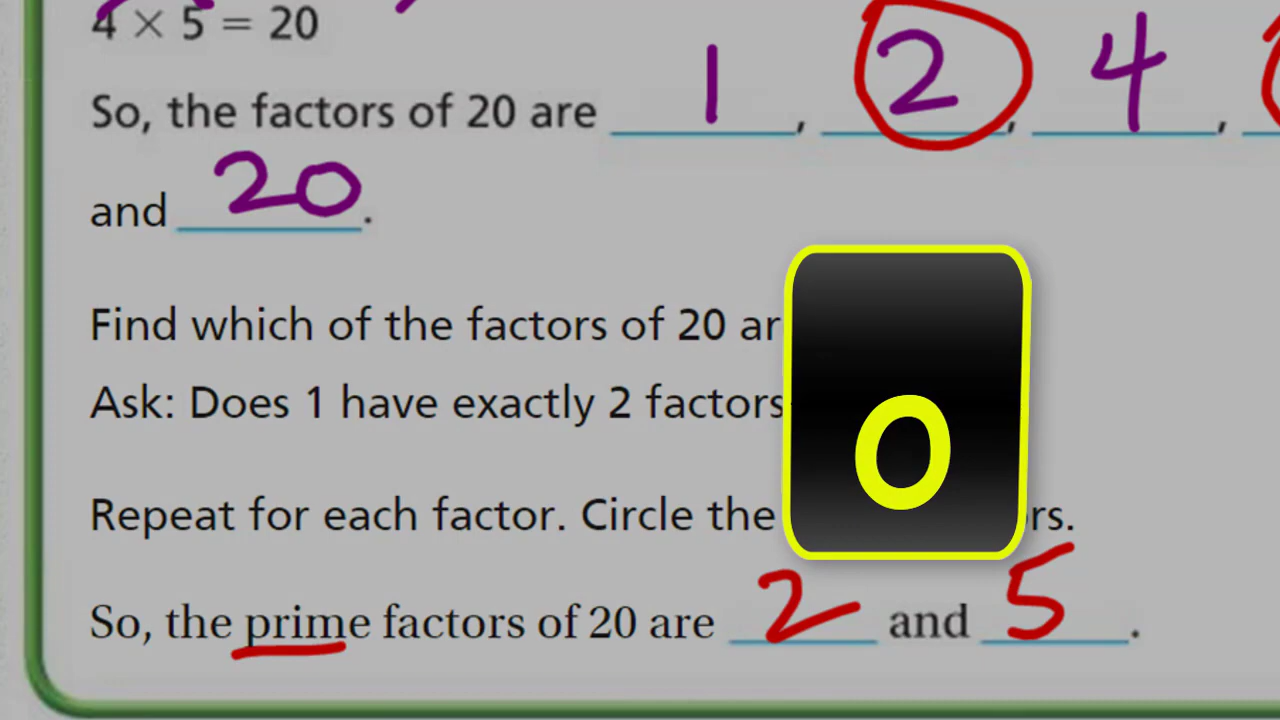 4 × 5 = 20
So, the factors of 20 are 1, 2, 4,
and 20.
Find which of the factors of 20
Ask: Does 1 have exactly 2 factors
0
Repeat for each factor. Circle the
So, the prime factors of 20 are 2 and 5.